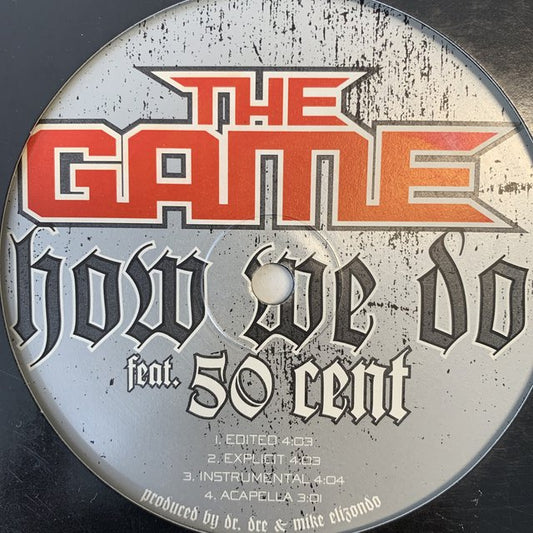 THE
GAME
how we do
feat. 50 cent
1. EDITED 4:03
2. EXPLICIT 4:03
3. INSTRUMENTAL 4:04
4. ACAPELLA 3:01
produced by dr. dre & mike elizondo